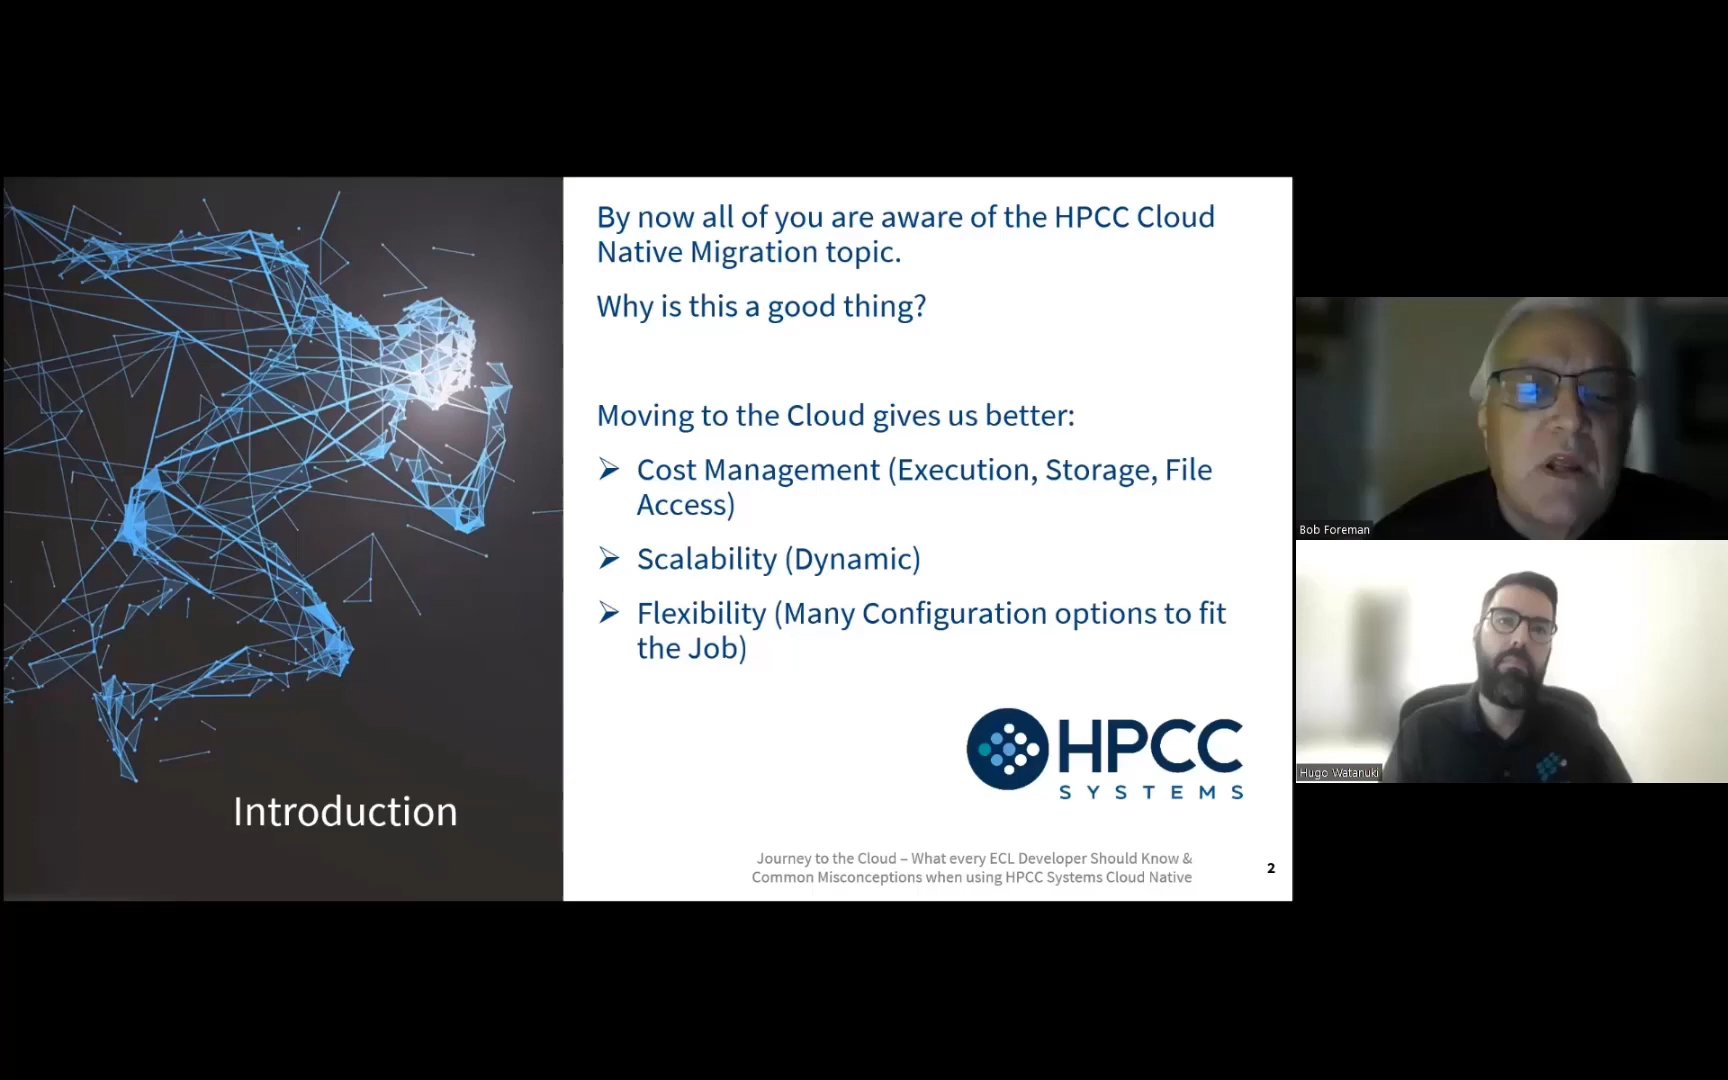 By now all of you are aware of the HPCC Cloud
Native Migration topic.
Why is this a good thing?
Moving to the Cloud gives us better:
Cost Management (Execution, Storage, File
Access)
Scalability (Dynamic)
Flexibility (Many Configuration options to fit
the Job)
HPCC
SYSTEMS
Introduction
Journey to the Cloud – What every ECL Developer Should Know &
Common Misconceptions when using HPCC Systems Cloud Native
2
Bob Foreman
Hugo Watanuki